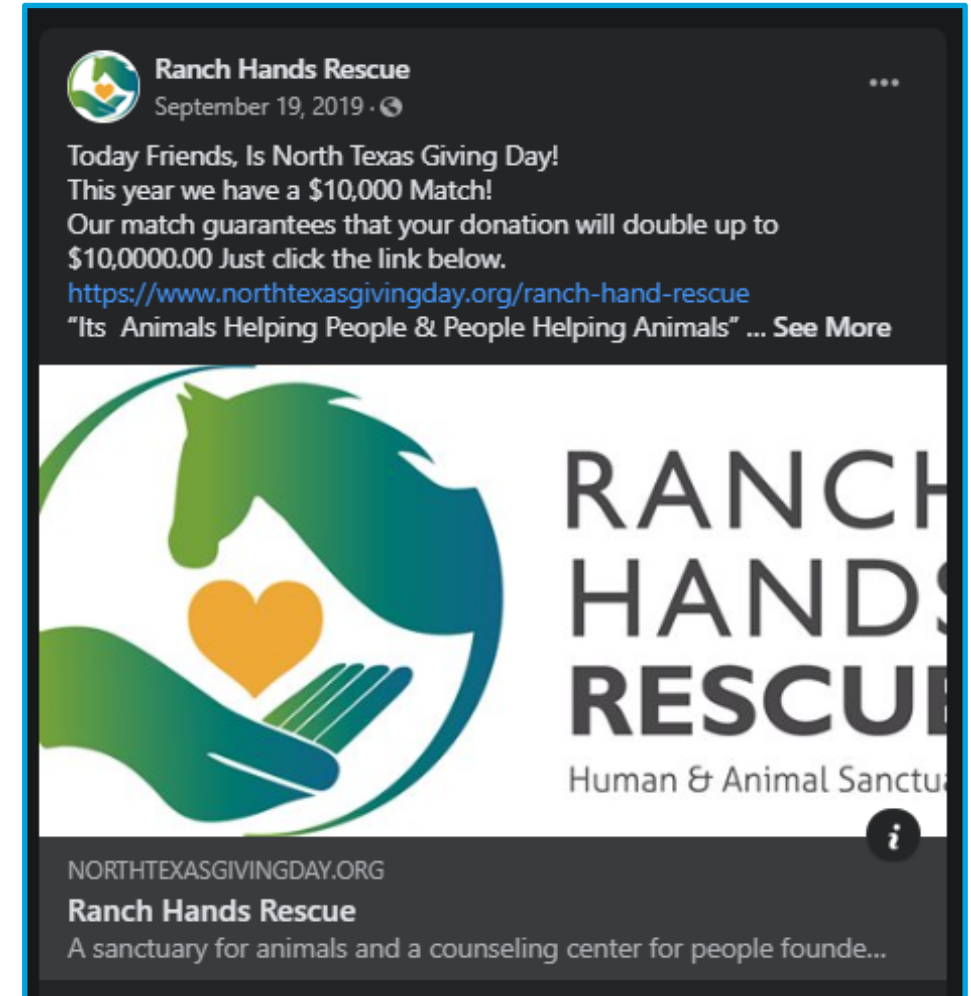 Ranch Hands Rescue
September 19, 2019 ·
Today Friends, Is North Texas Giving Day!
This year we have a $10,000 Match!
Our match guarantees that your donation will double up to
$10,0000.00 Just click the link below.
https://www.northtexasgivingday.org/ranch-hand-rescue
“Its  Animals Helping People & People Helping Animals” ... See More
RANCH
HANDS
RESCUE
Human & Animal Sanctua
i
NORTHTEXASGIVINGDAY.ORG
Ranch Hands Rescue
A sanctuary for animals and a counseling center for people founde...